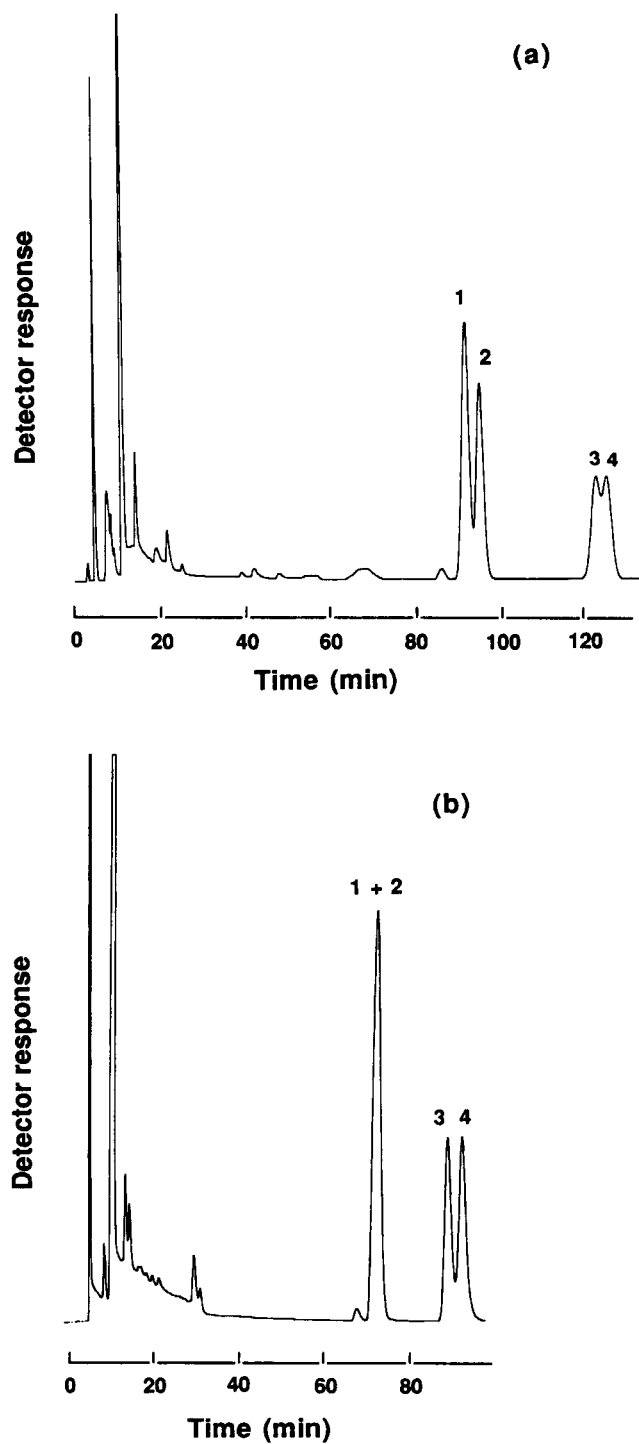 (a)
Detector response
1
2
3 4
0 20 40 60 80 100 120
Time (min)
(b)
Detector response
1 + 2
3 4
0 20 40 60 80
Time (min)